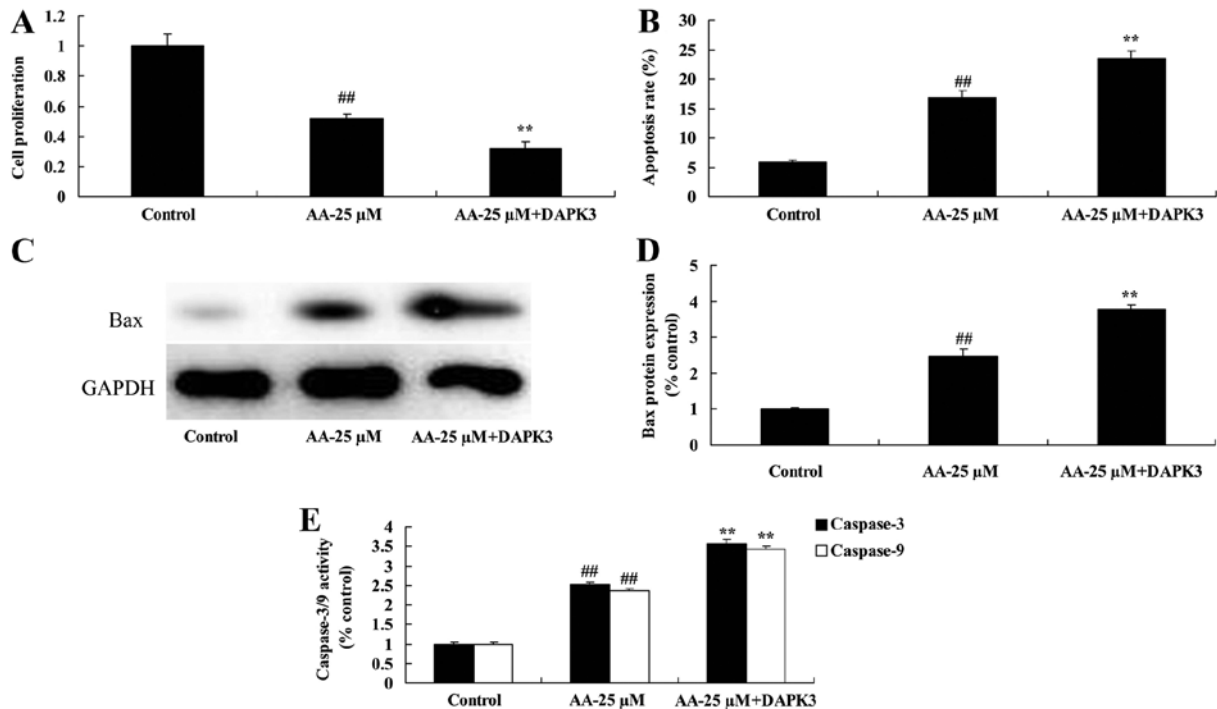 A
Cell proliferation
1.2
1
0.8
0.6
0.4
0.2
0
##
**
Control
AA-25 µM
AA-25 µM+DAPK3
B
Apoptosis rate (%)
30
25
20
15
10
5
0
##
**
Control
AA-25 µM
AA-25 µM+DAPK3
C
Bax
GAPDH
Control
AA-25 µM
AA-25 µM+DAPK3
D
Bax protein expression
(% control)
5
4
3
2
1
0
##
**
Control
AA-25 µM
AA-25 µM+DAPK3
E
Caspase-3/9 activity
(% control)
4
3.5
3
2.5
2
1.5
1
0.5
0
##
##
**
**
Caspase-3
Caspase-9
Control
AA-25 µM
AA-25 µM+DAPK3